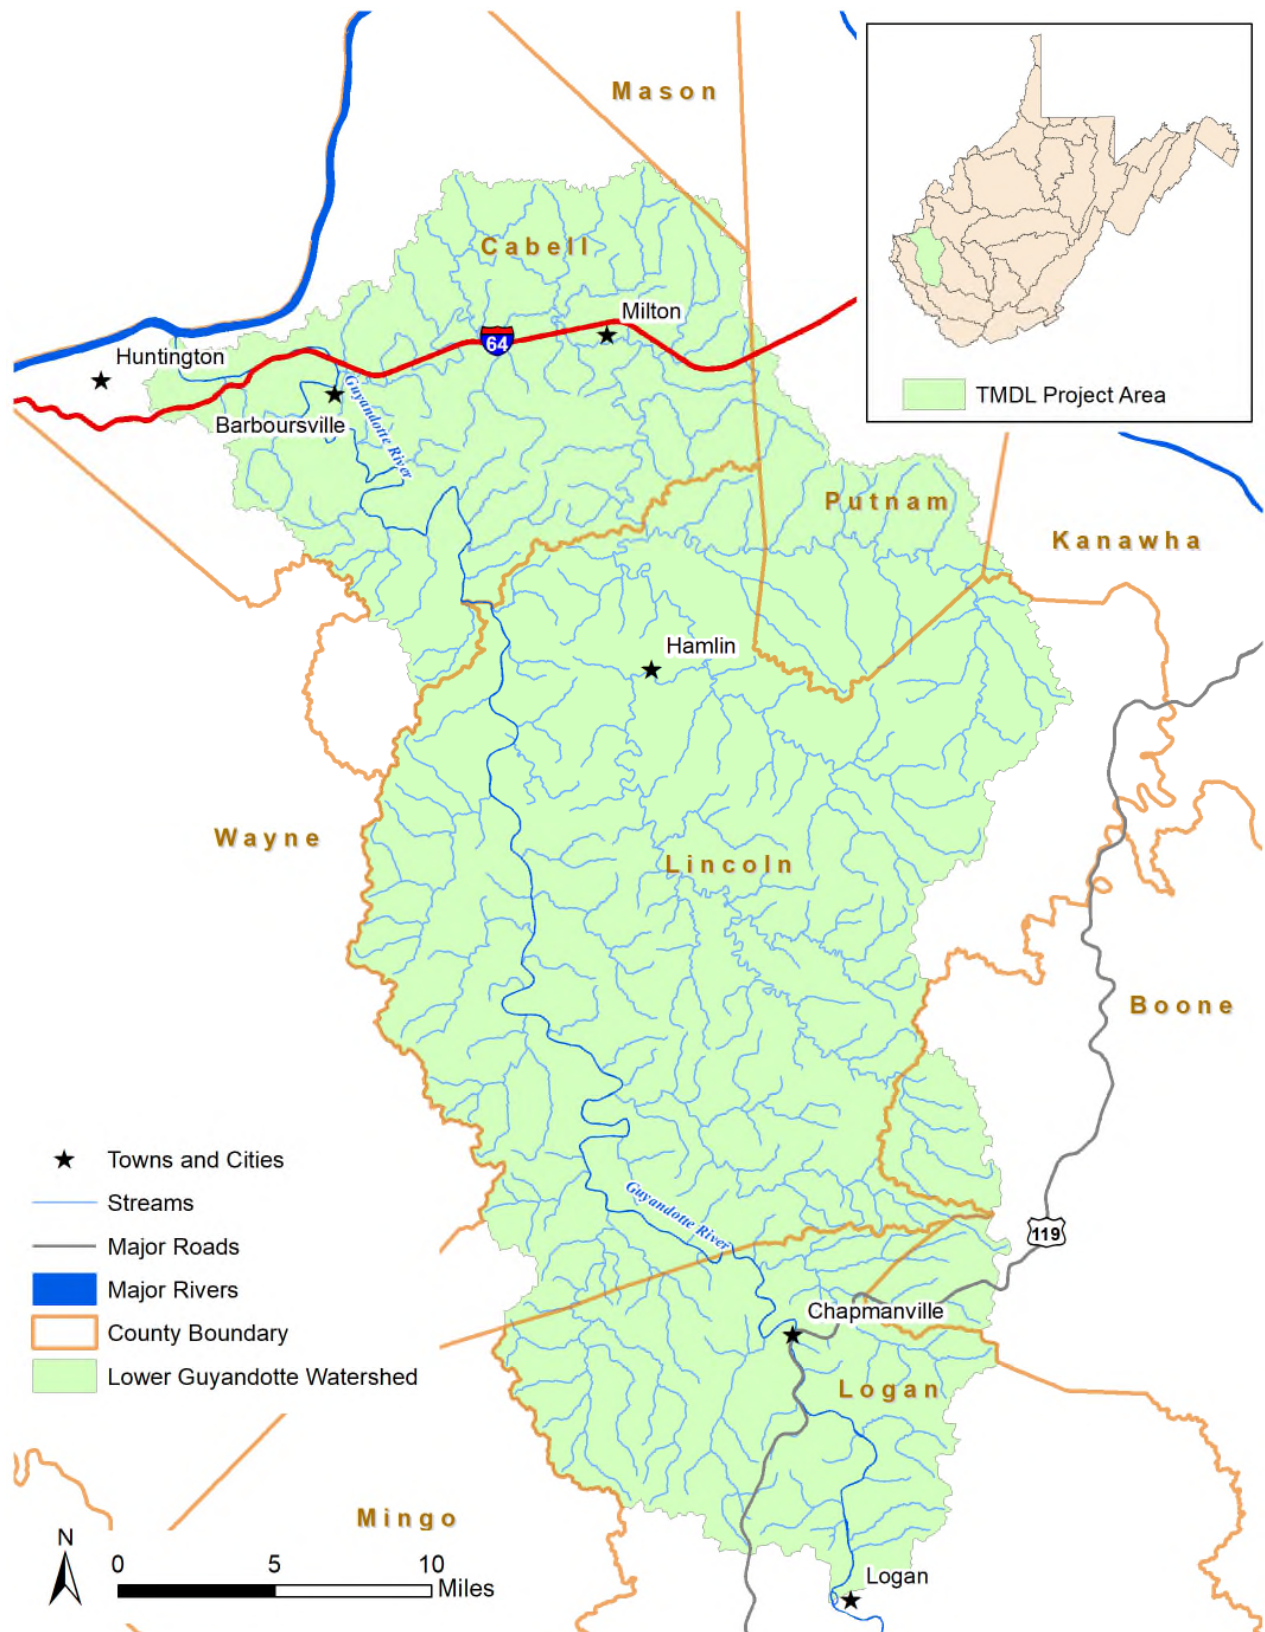 Mason
Cabell
Milton
64
Huntington
Barboursville
Guyandotte River
TMDL Project Area
Putnam
Kanawha
Hamlin
Wayne
Lincoln
Boone
Guyandotte River
119
Chapmanville
Logan
Towns and Cities
Streams
Major Roads
Major Rivers
County Boundary
Lower Guyandotte Watershed
Mingo
N
0 5 10
Miles
Logan